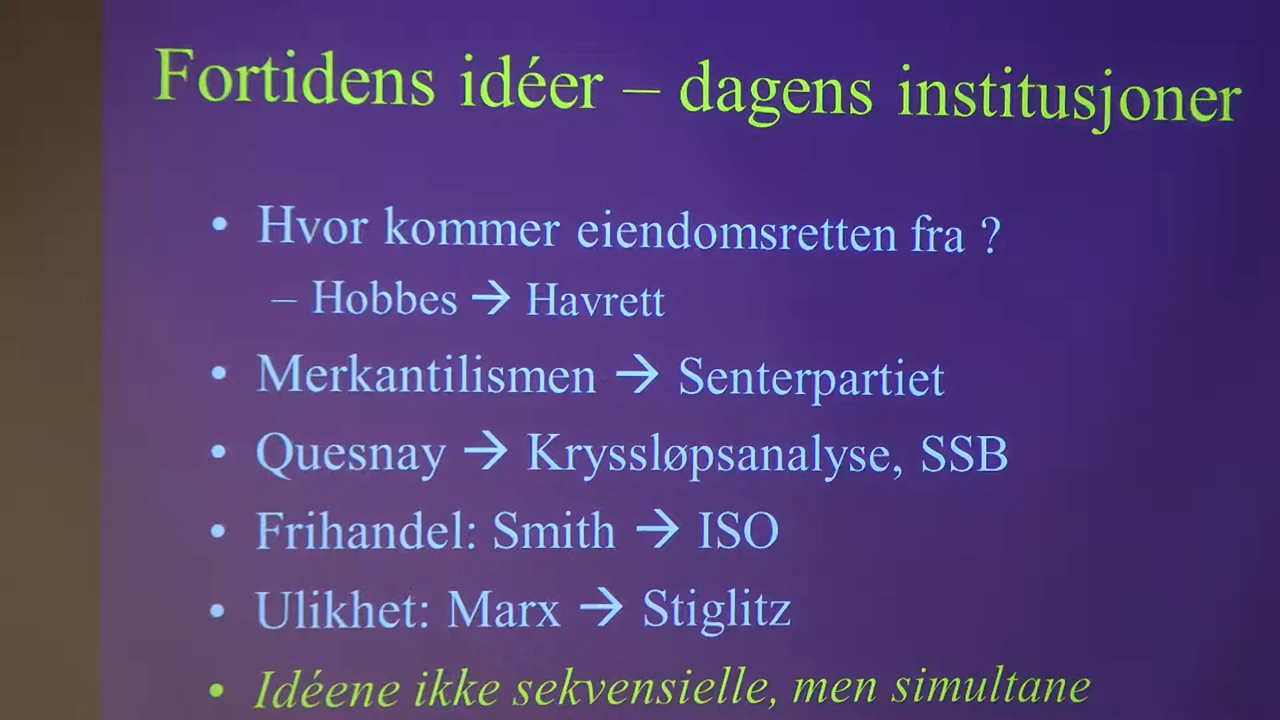 Fortidens idéer – dagens institusjoner
• Hvor kommer eiendomsretten fra ?
– Hobbes → Havrett
• Merkantilismen → Senterpartiet
• Quesnay → Kryssløpsanalyse, SSB
• Frihandel: Smith → ISO
• Ulikhet: Marx → Stiglitz
• Idéene ikke sekvensielle, men simultane